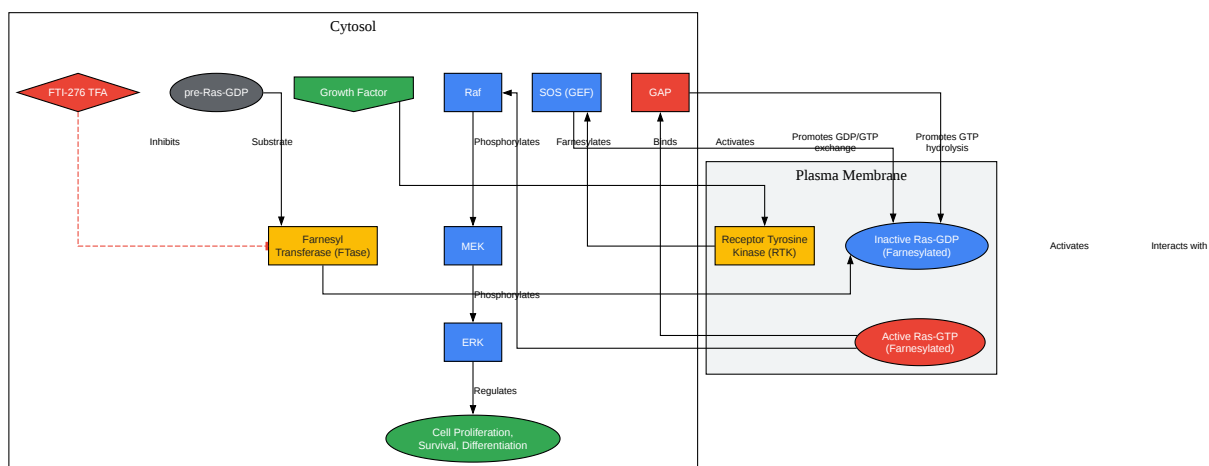 Cytosol
FTI-276 TFA
pre-Ras-GDP
Growth Factor
Raf
SOS (GEF)
GAP
Inhibits
Substrate
Phosphorylates
Farnesylates
Binds
Activates
Promotes GDP/GTP
exchange
Promotes GTP
hydrolysis
Plasma Membrane
Farnesyl
Transferase (FTase)
MEK
Receptor Tyrosine
Kinase (RTK)
Inactive Ras-GDP
(Farnesylated)
Activates
Interacts with
Phosphorylates
ERK
Active Ras-GTP
(Farnesylated)
Regulates
Cell Proliferation,
Survival, Differentiation